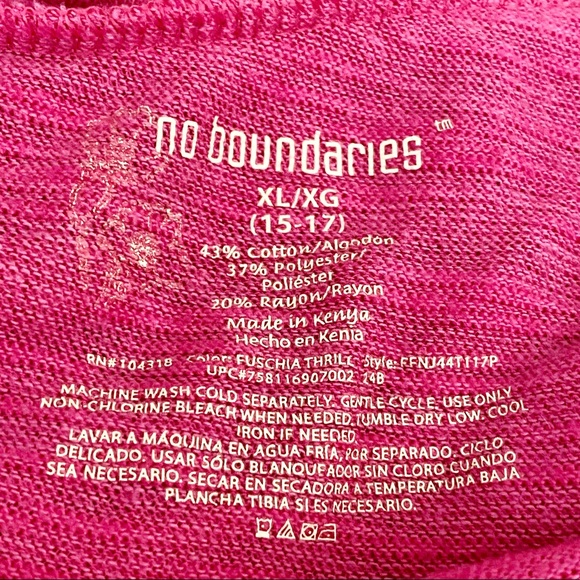 no boundaries ™
XL/XG
(15-17)
43% Cotton/Algodón
37% Polyester/
Poliéster
20% Rayon/Rayon
Made in Kenya
Hecho en Kenia
RN#104318 Color: FUSCHIA THRILL Style: FFNJ44T117P
UPC#758116907002 14B
MACHINE WASH COLD SEPARATELY. GENTLE CYCLE, USE ONLY
NON-CHLORINE BLEACH WHEN NEEDED. TUMBLE DRY LOW. COOL
IRON IF NEEDED.
LAVAR A MÁQUINA EN AGUA FRÍA, POR SEPARADO. CICLO
DELICADO. USAR SÓLO BLANQUEADOR SIN CLORO CUANDO
SEA NECESARIO. SECAR EN SECADORA A TEMPERATURA BAJA
PLANCHA TIBIA SI ES NECESARIO.